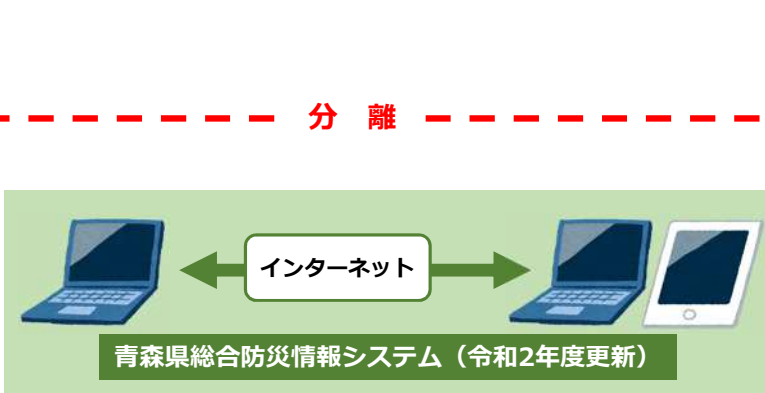 分　離
インターネット
青森県総合防災情報システム（令和2年度更新）